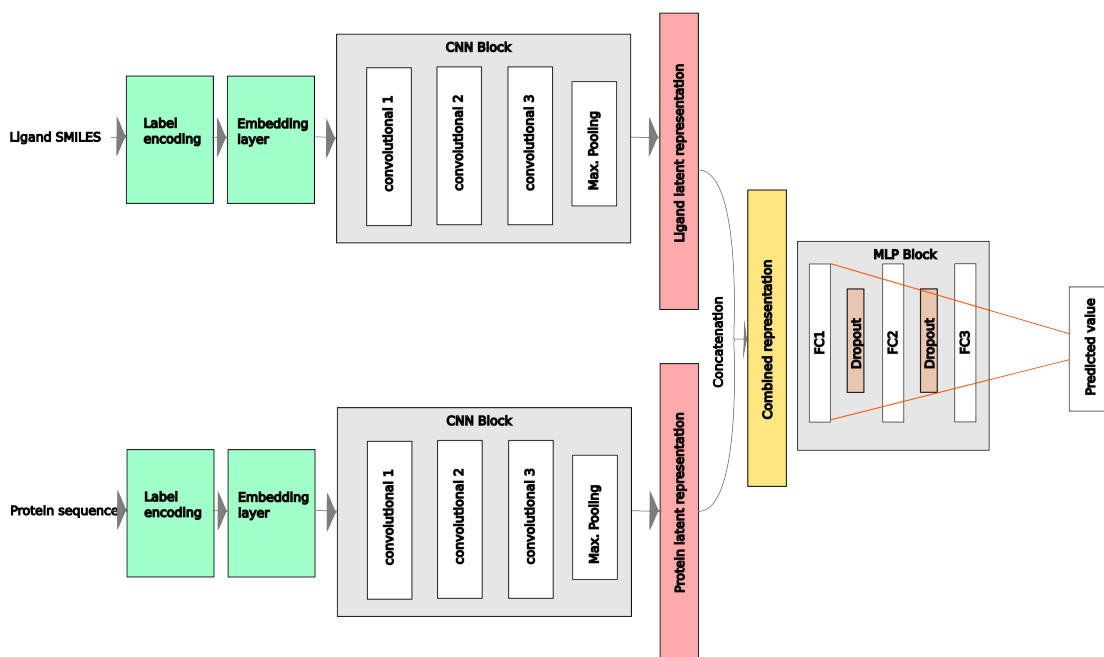 Ligand SMILES
Label
encoding
Embedding
layer
CNN Block
convolutional 1
convolutional 2
convolutional 3
Max. Pooling
Ligand latent representation
Protein sequence
Label
encoding
Embedding
layer
CNN Block
convolutional 1
convolutional 2
convolutional 3
Max. Pooling
Protein latent representation
Concatenation
Combined representation
MLP Block
FC1
Dropout
FC2
Dropout
FC3
Predicted value